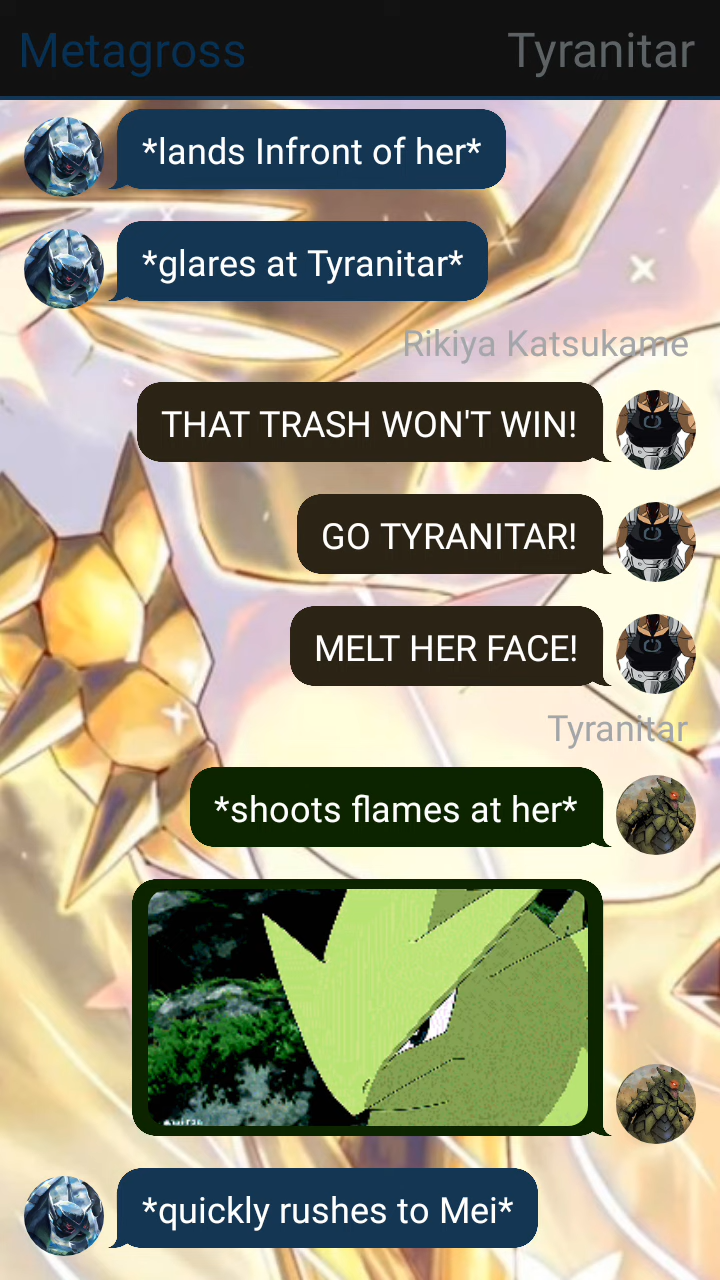 Metagross
Tyranitar
*lands Infront of her*
*glares at Tyranitar*
Rikiya Katsukame
THAT TRASH WON'T WIN!
GO TYRANITAR!
MELT HER FACE!
Tyranitar
*shoots flames at her*
*quickly rushes to Mei*